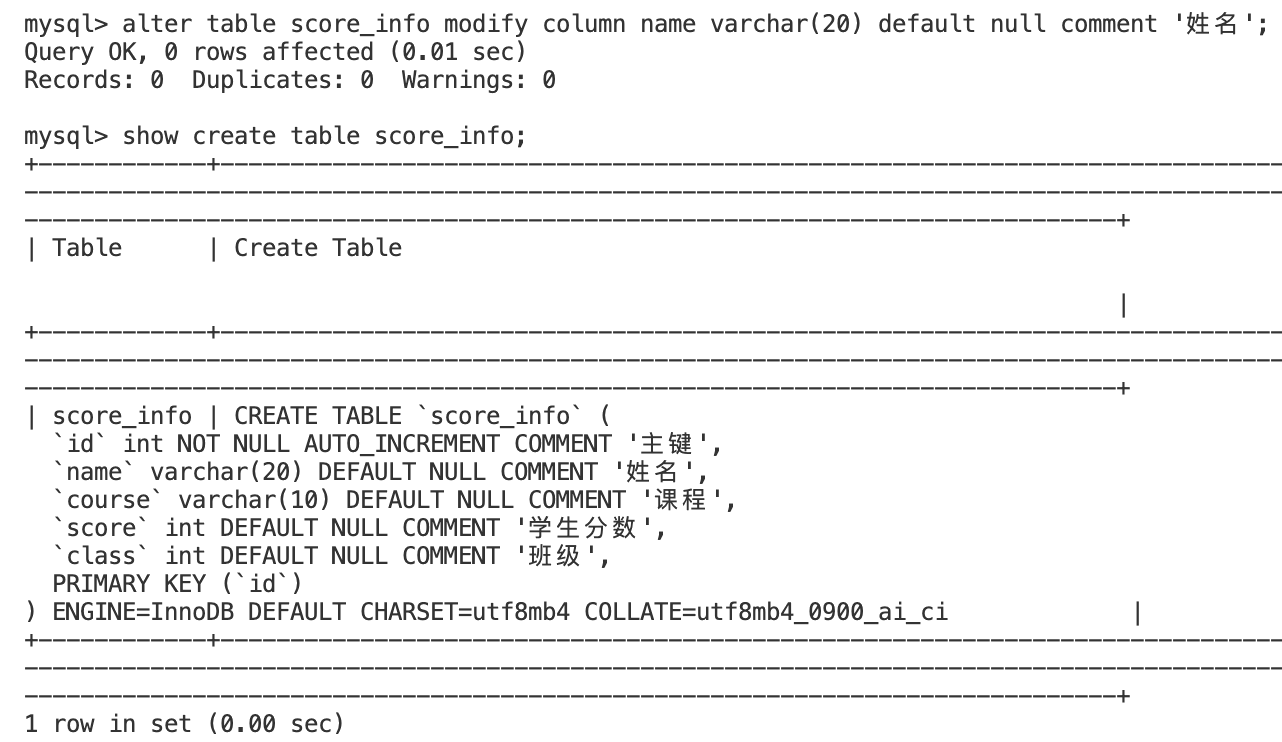 mysql> alter table score_info modify column name varchar(20) default null comment '姓名';
Query OK, 0 rows affected (0.01 sec)
Records: 0  Duplicates: 0  Warnings: 0
mysql> show create table score_info;
+------------+-----------------------------------------------------------------------------
------------------------------------------------------------------------------------------
------------------------------------------------------------------------------+
| Table      | Create Table
|
+------------+-----------------------------------------------------------------------------
------------------------------------------------------------------------------------------
------------------------------------------------------------------------------+
| score_info | CREATE TABLE `score_info` (
  `id` int NOT NULL AUTO_INCREMENT COMMENT '主键',
  `name` varchar(20) DEFAULT NULL COMMENT '姓名',
  `course` varchar(10) DEFAULT NULL COMMENT '课程',
  `score` int DEFAULT NULL COMMENT '学生分数',
  `class` int DEFAULT NULL COMMENT '班级',
  PRIMARY KEY (`id`)
) ENGINE=InnoDB DEFAULT CHARSET=utf8mb4 COLLATE=utf8mb4_0900_ai_ci             |
+------------+-----------------------------------------------------------------------------
------------------------------------------------------------------------------------------
------------------------------------------------------------------------------+
1 row in set (0.00 sec)